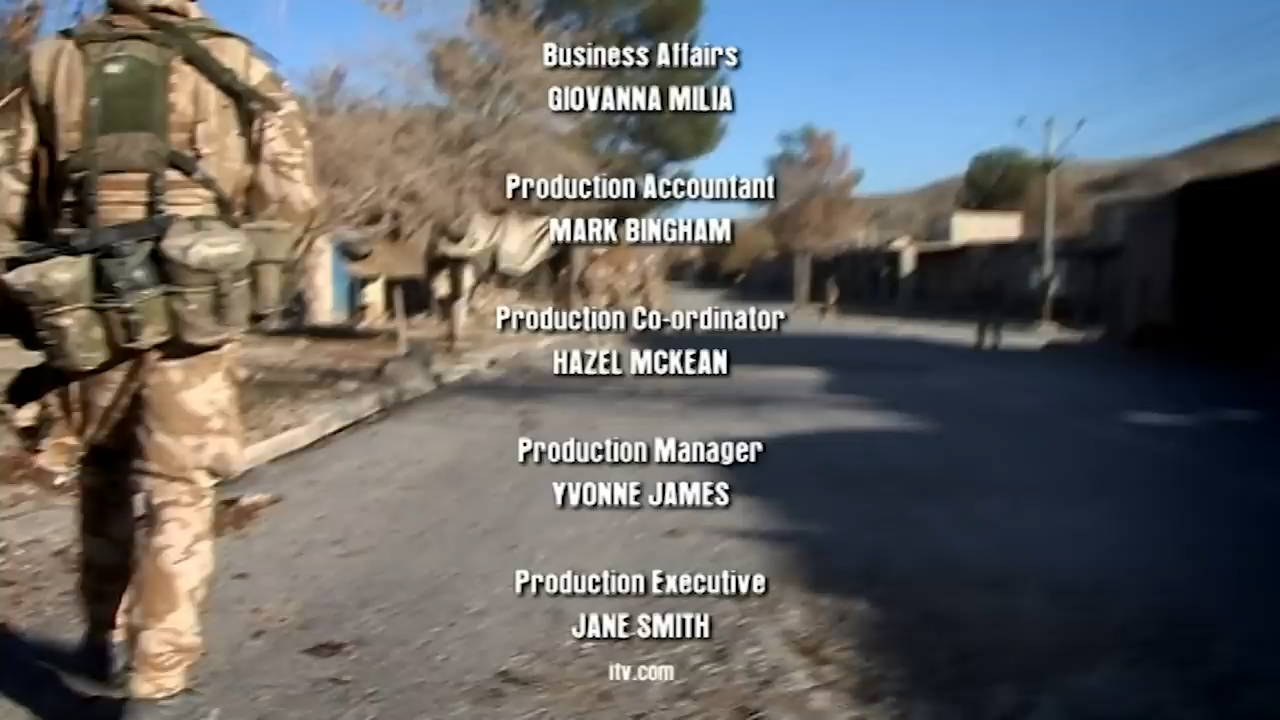 Business Affairs
GIOVANNA MILIA
Production Accountant
MARK BINGHAM
Production Co-ordinator
HAZEL MCKEAN
Production Manager
YVONNE JAMES
Production Executive
JANE SMITH
itv.com